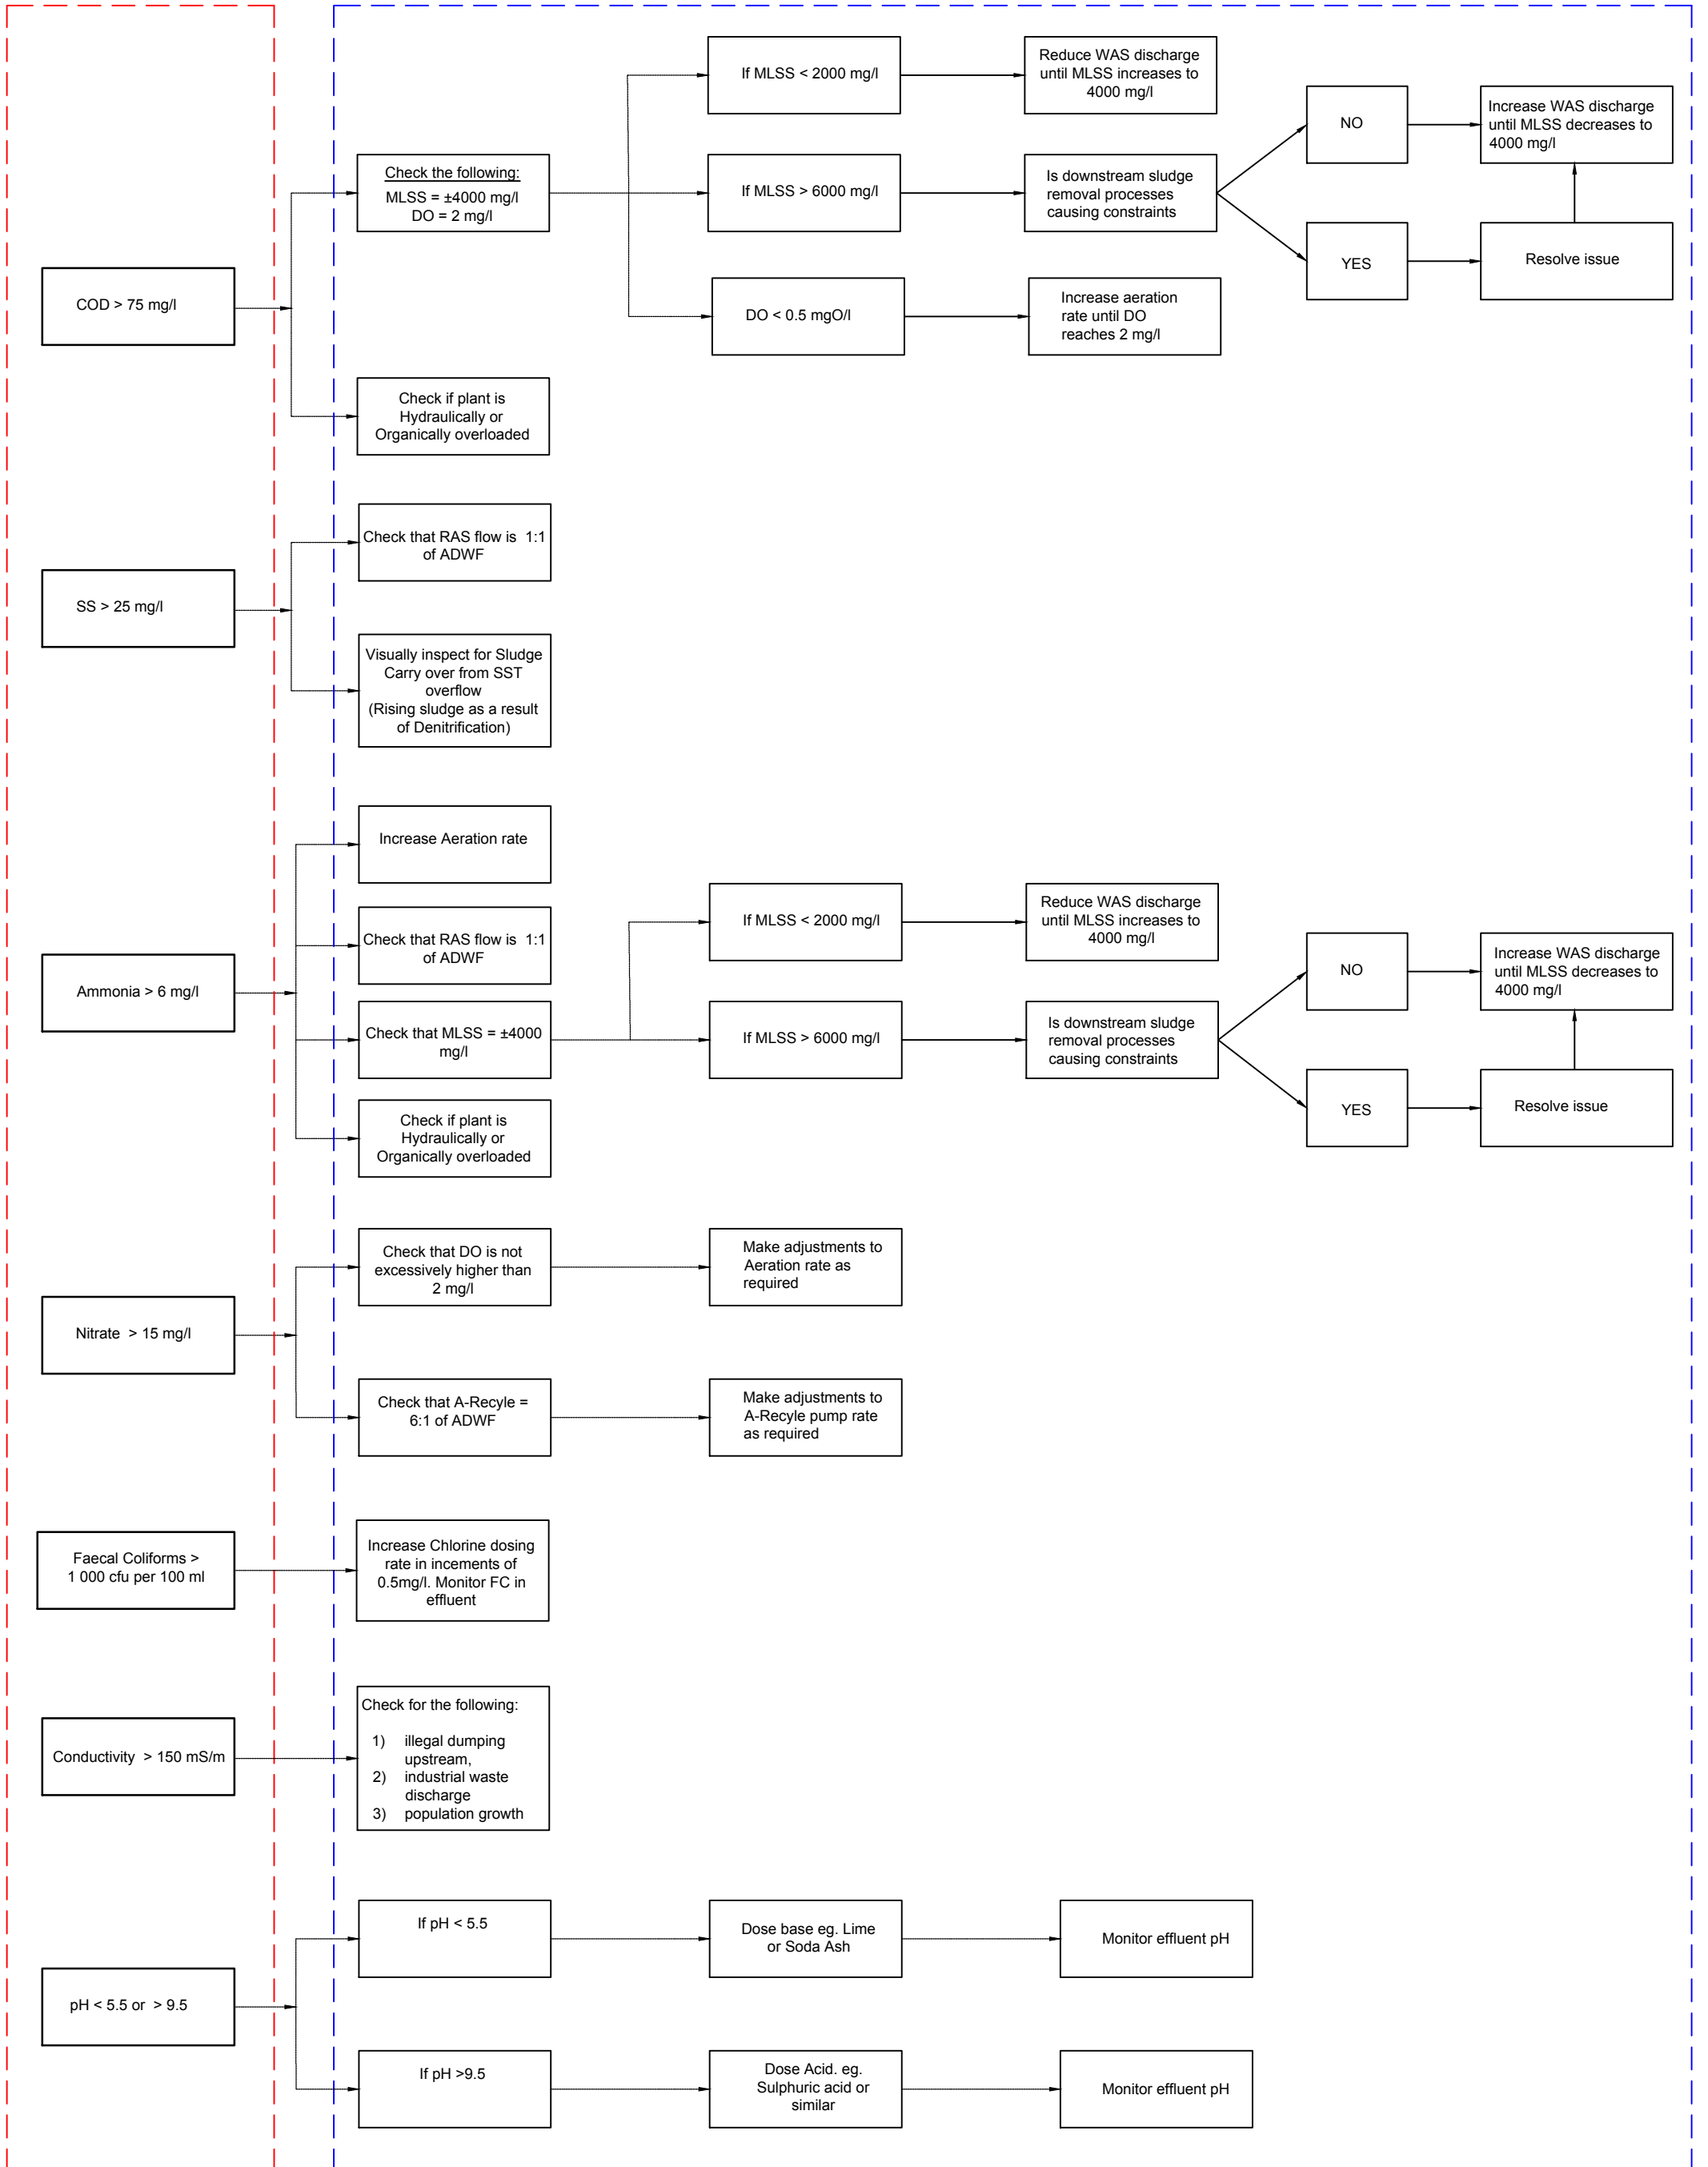 COD > 75 mg/l
Check the following:
MLSS = ±4000 mg/l
DO = 2 mg/l
If MLSS < 2000 mg/l
Reduce WAS discharge
until MLSS increases to
4000 mg/l
If MLSS > 6000 mg/l
Is downstream sludge
removal processes
causing constraints
NO
Increase WAS discharge
until MLSS decreases to
4000 mg/l
YES
Resolve issue
DO < 0.5 mgO/l
Increase aeration
rate until DO
reaches 2 mg/l
Check if plant is
Hydraulically or
Organically overloaded
SS > 25 mg/l
Check that RAS flow is 1:1
of ADWF
Visually inspect for Sludge
Carry over from SST
overflow
(Rising sludge as a result
of Denitrification)
Ammonia > 6 mg/l
Increase Aeration rate
Check that RAS flow is 1:1
of ADWF
Check that MLSS = ±4000
mg/l
If MLSS < 2000 mg/l
Reduce WAS discharge
until MLSS increases to
4000 mg/l
If MLSS > 6000 mg/l
Is downstream sludge
removal processes
causing constraints
NO
Increase WAS discharge
until MLSS decreases to
4000 mg/l
YES
Resolve issue
Check if plant is
Hydraulically or
Organically overloaded
Nitrate > 15 mg/l
Check that DO is not
excessively higher than
2 mg/l
Make adjustments to
Aeration rate as
required
Check that A-Recyle =
6:1 of ADWF
Make adjustments to
A-Recyle pump rate
as required
Faecal Coliforms >
1 000 cfu per 100 ml
Increase Chlorine dosing
rate in incements of
0.5mg/l. Monitor FC in
effluent
Conductivity > 150 mS/m
Check for the following:
1) illegal dumping
upstream,
2) industrial waste
discharge
3) population growth
pH < 5.5 or > 9.5
If pH < 5.5
Dose base eg. Lime
or Soda Ash
Monitor effluent pH
If pH >9.5
Dose Acid. eg.
Sulphuric acid or
similar
Monitor effluent pH